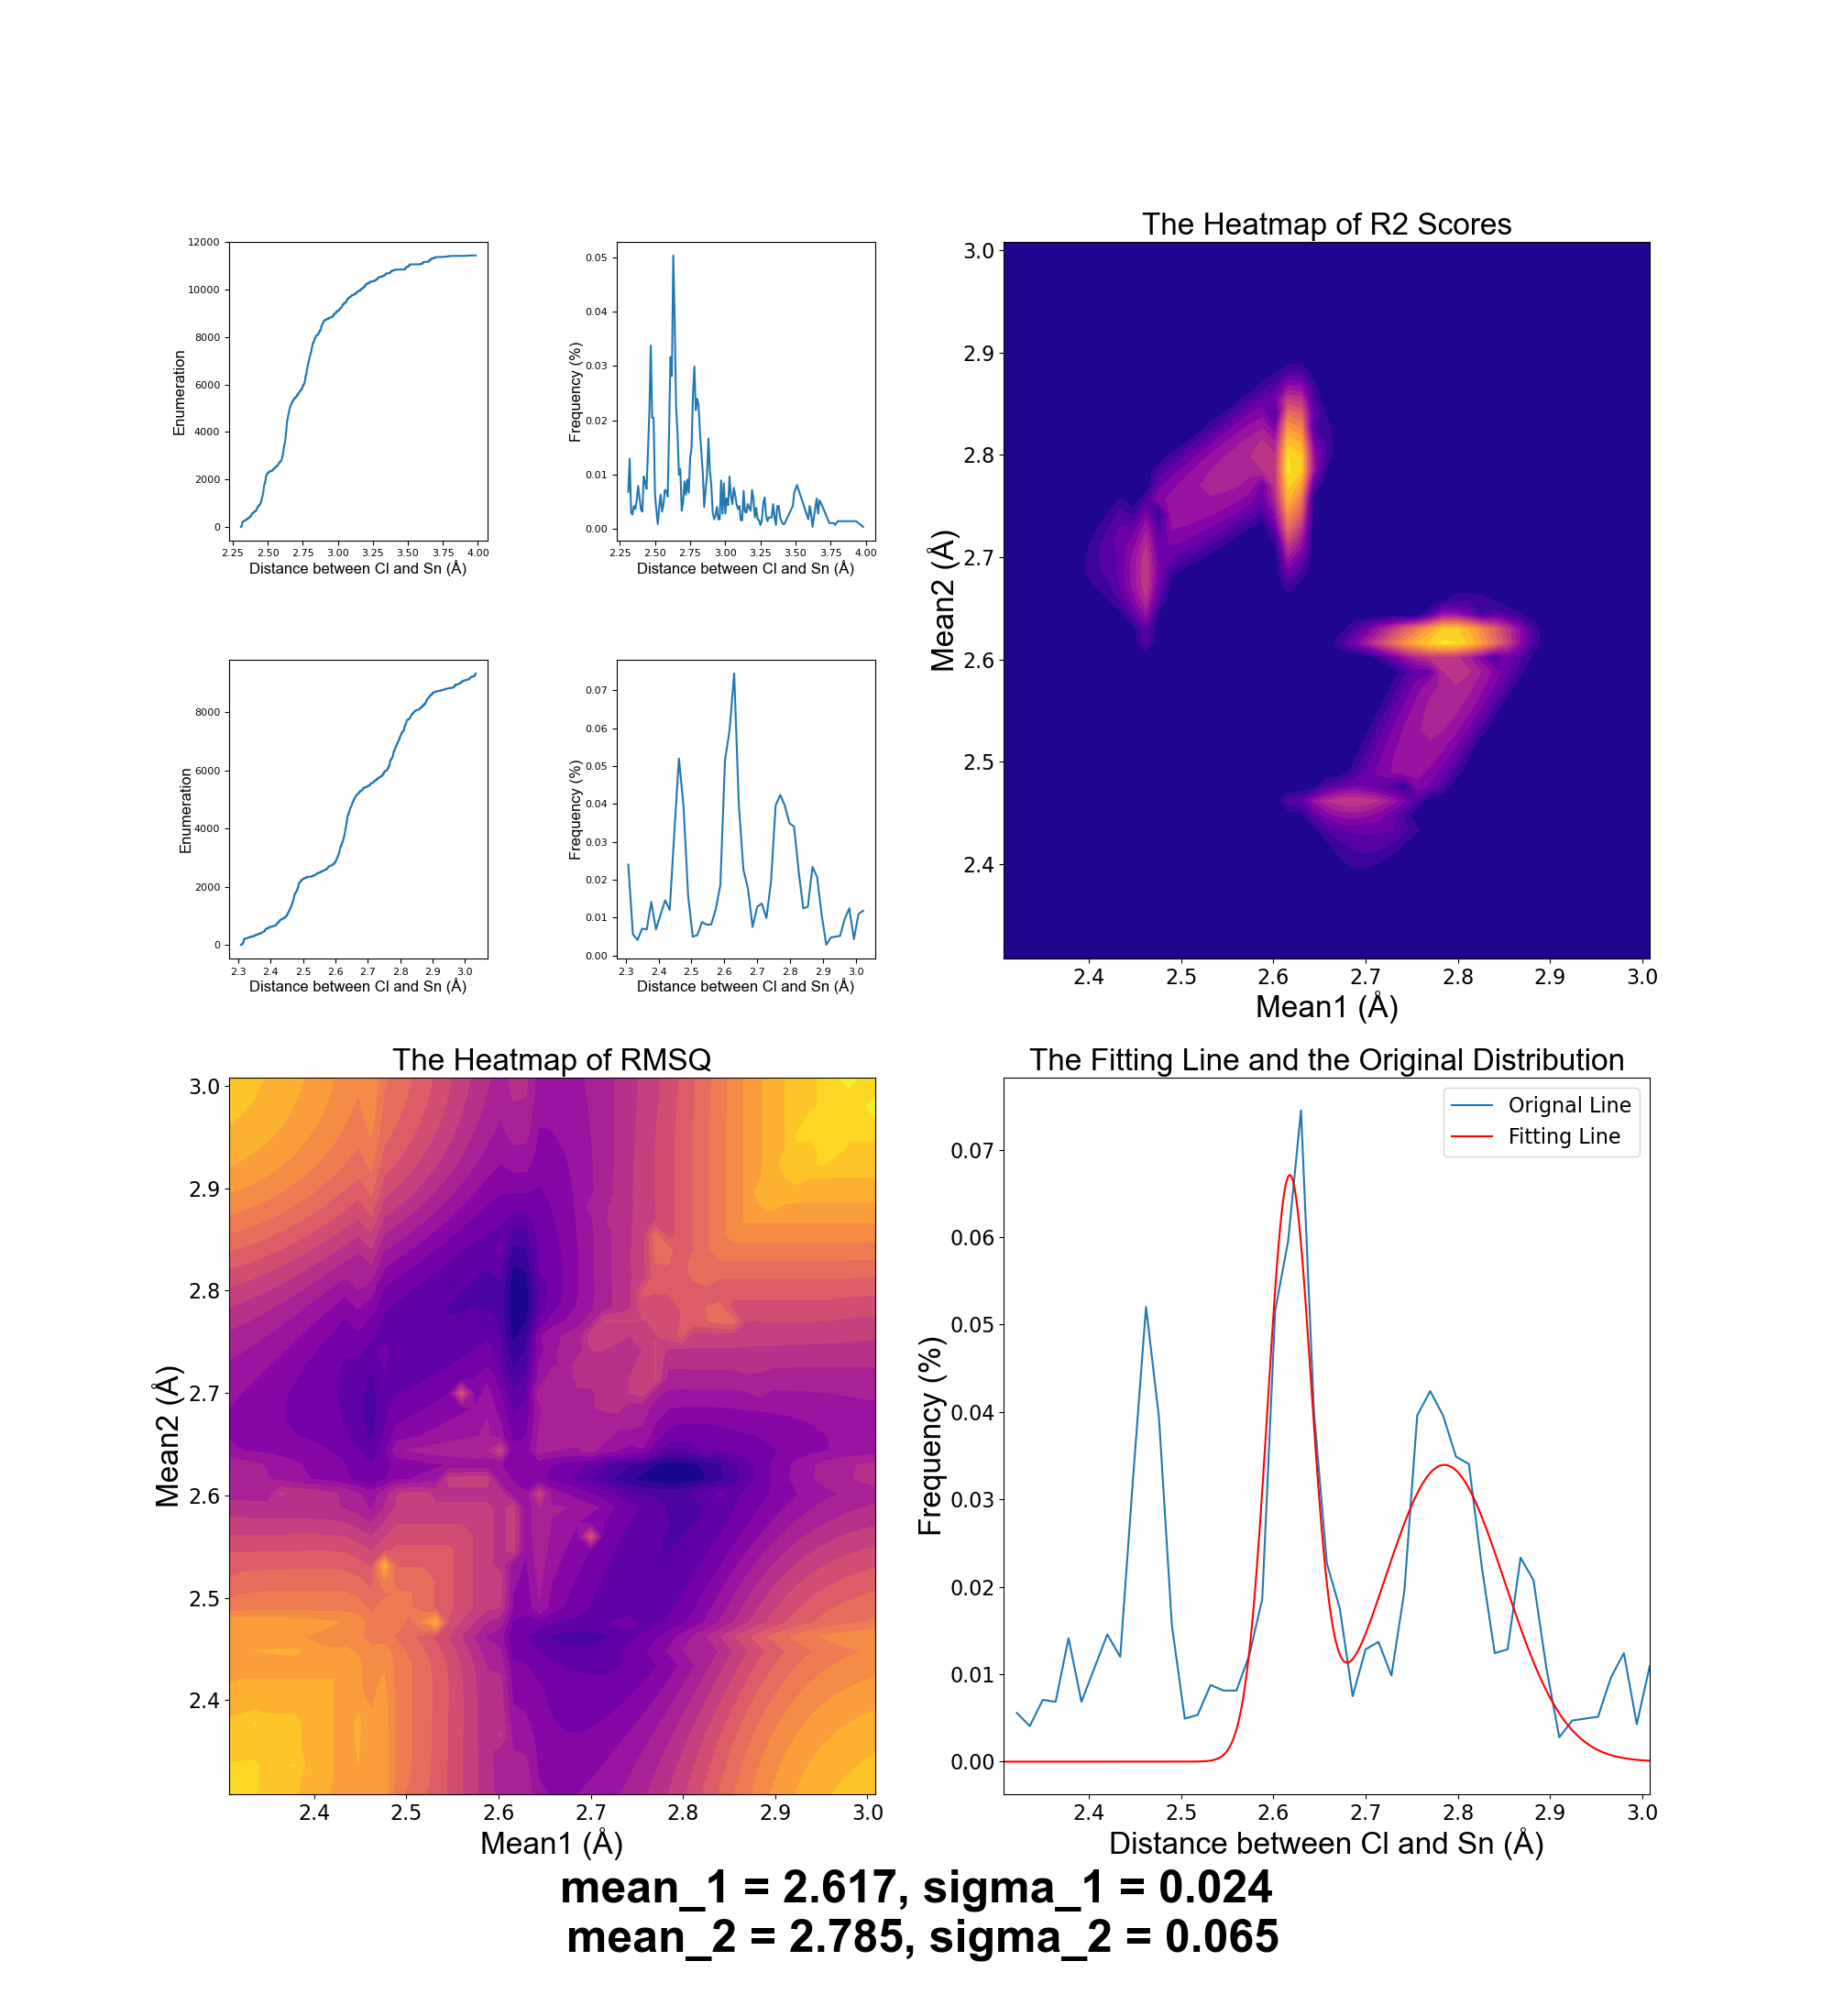 12000
10000
8000
6000
4000
2000
0
Enumeration
2.25 2.50 2.75 3.00 3.25 3.50 3.75 4.00
Distance between Cl and Sn (Å)
0.05
0.04
0.03
0.02
0.01
0.00
Frequency (%)
2.25 2.50 2.75 3.00 3.25 3.50 3.75 4.00
Distance between Cl and Sn (Å)
The Heatmap of R2 Scores
3.0
2.9
2.8
2.7
2.6
2.5
2.4
Mean2 (Å)
2.4 2.5 2.6 2.7 2.8 2.9 3.0
Mean1 (Å)
8000
6000
4000
2000
0
Enumeration
2.3 2.4 2.5 2.6 2.7 2.8 2.9 3.0
Distance between Cl and Sn (Å)
0.07
0.06
0.05
0.04
0.03
0.02
0.01
0.00
Frequency (%)
2.3 2.4 2.5 2.6 2.7 2.8 2.9 3.0
Distance between Cl and Sn (Å)
The Heatmap of RMSQ
3.0
2.9
2.8
2.7
2.6
2.5
2.4
Mean2 (Å)
2.4 2.5 2.6 2.7 2.8 2.9 3.0
Mean1 (Å)
The Fitting Line and the Original Distribution
Orignal Line
Fitting Line
0.07
0.06
0.05
0.04
0.03
0.02
0.01
0.00
Frequency (%)
2.4 2.5 2.6 2.7 2.8 2.9 3.0
Distance between Cl and Sn (Å)
mean_1 = 2.617, sigma_1 = 0.024
mean_2 = 2.785, sigma_2 = 0.065